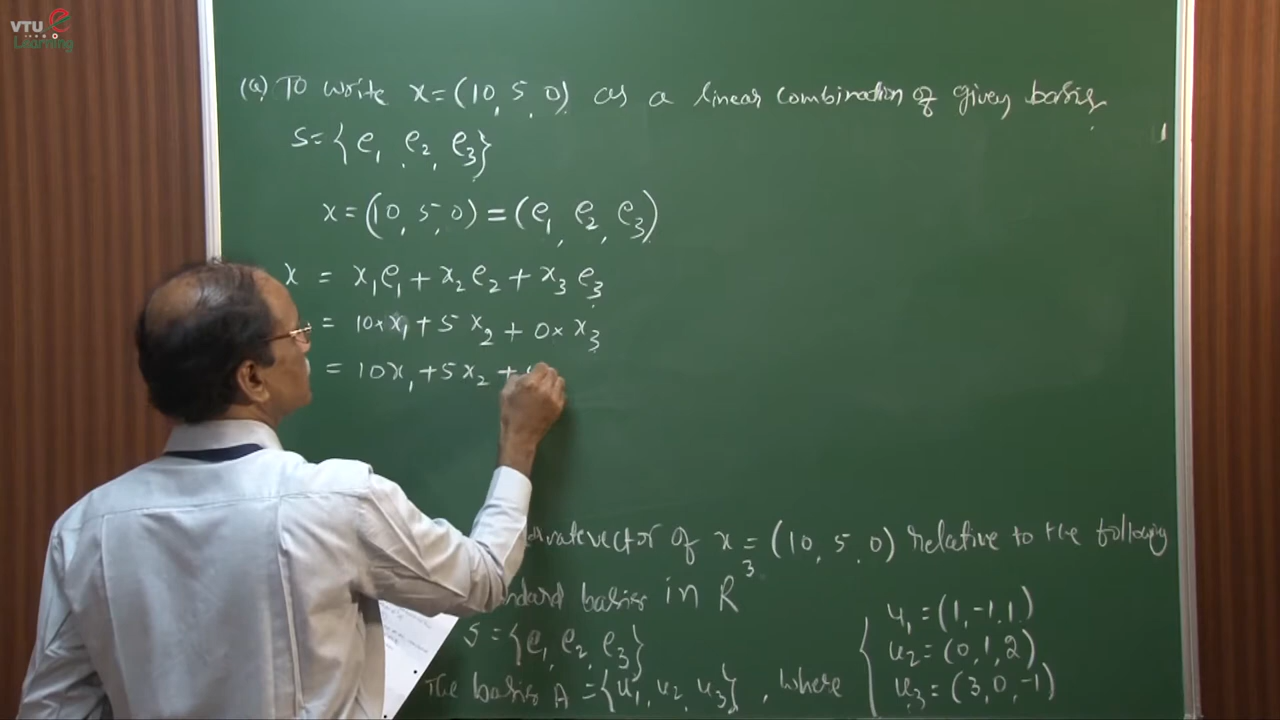 VTU e
Learning
(a) To write x=(10, 5, 0) as a linear combination of given basis
S={e₁, e₂, e₃}
x=(10, 5, 0) = (e₁, e₂, e₃)
x = x₁e₁ + x₂e₂ + x₃e₃
= 10×x₁ + 5 x₂ + 0× x₃
= 10x₁ + 5x₂ +
vector of x = (10, 5, 0) relative to the following
basis in R³
S={e₁, e₂, e₃}
The basis A = {u₁, u₂, u₃}, where
u₁=(1,-1,1)
u₂=(0,1,2)
u₃=(3,0,-1)